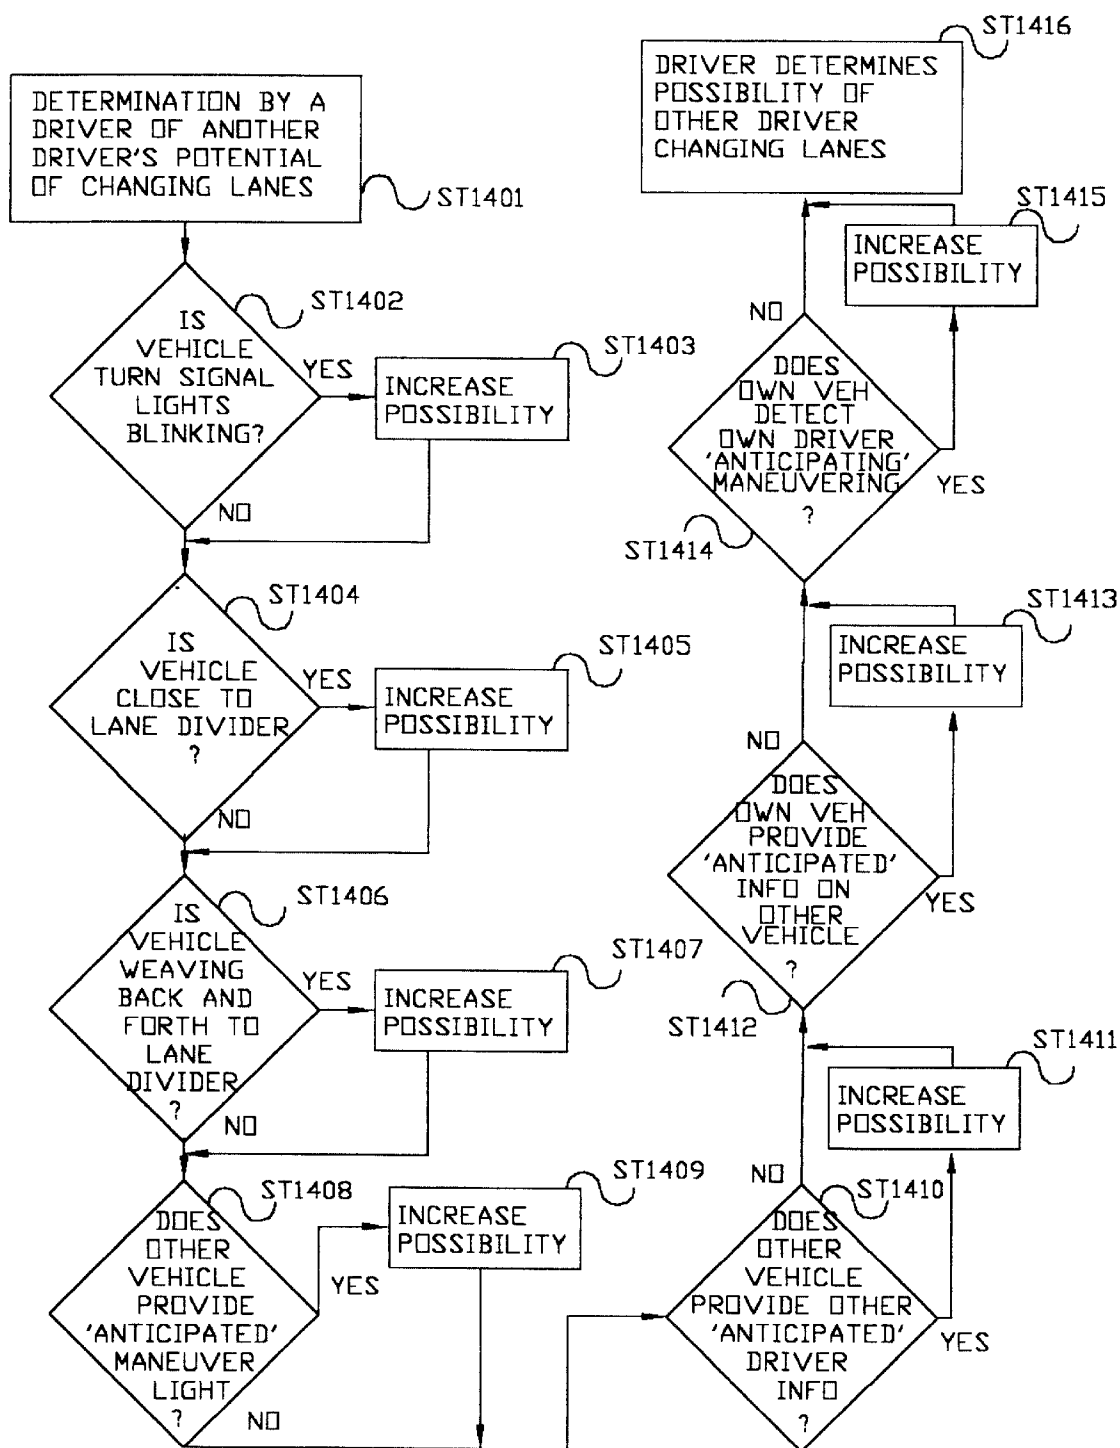 DETERMINATION BY A
DRIVER OF ANOTHER
DRIVER'S POTENTIAL
OF CHANGING LANES
ST1401
ST1402
IS
VEHICLE
TURN SIGNAL
LIGHTS
BLINKING?
YES
NO
ST1403
INCREASE
POSSIBILITY
ST1404
IS
VEHICLE
CLOSE TO
LANE DIVIDER
?
YES
NO
ST1405
INCREASE
POSSIBILITY
ST1406
IS
VEHICLE
WEAVING
BACK AND
FORTH TO
LANE
DIVIDER
?
YES
NO
ST1407
INCREASE
POSSIBILITY
ST1408
DOES
OTHER
VEHICLE
PROVIDE
'ANTICIPATED'
MANEUVER
LIGHT
?
YES
NO
ST1409
INCREASE
POSSIBILITY
ST1410
DOES
OTHER
VEHICLE
PROVIDE OTHER
'ANTICIPATED'
DRIVER
INFO
?
YES
NO
ST1411
INCREASE
POSSIBILITY
ST1412
DOES
OWN VEH
PROVIDE
'ANTICIPATED'
INFO ON
OTHER
VEHICLE
?
YES
NO
ST1413
INCREASE
POSSIBILITY
ST1414
DOES
OWN VEH
DETECT
OWN DRIVER
'ANTICIPATING'
MANEUVERING
?
YES
NO
ST1415
INCREASE
POSSIBILITY
ST1416
DRIVER DETERMINES
POSSIBILITY OF
OTHER DRIVER
CHANGING LANES